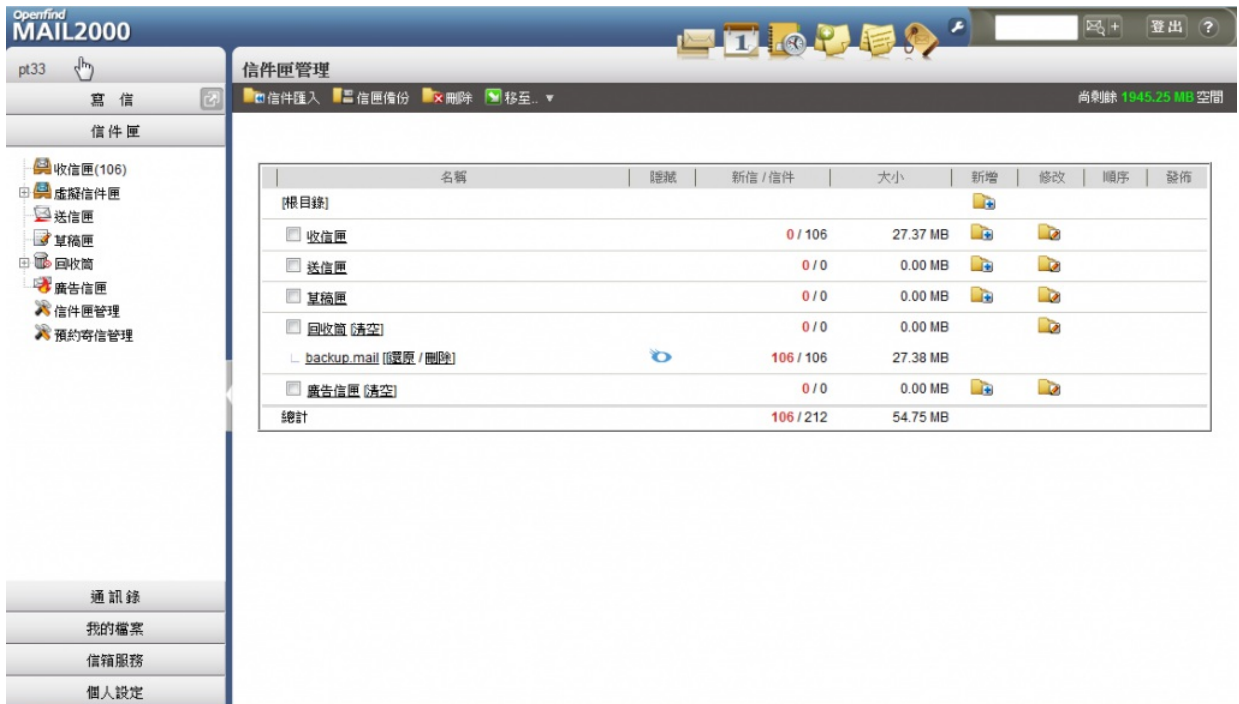 Openfind
MAIL2000
1
登出 ?
pt33
信件匣管理
寫 信
信件匯入 信匣備份 刪除 移至.. ▼ 尚剩餘 1945.25 MB 空間
信件匣
收信匣(106)
虛擬信件匣
送信匣
草稿匣
回收筒
廣告信匣
信件匣管理
預約寄信管理
名稱 隱藏 新信 / 信件 大小 新增 修改 順序 發佈
[根目錄]
收信匣 0 / 106 27.37 MB
送信匣 0 / 0 0.00 MB
草稿匣 0 / 0 0.00 MB
回收筒 [清空] 0 / 0 0.00 MB
backup.mail [還原 / 刪除] 106 / 106 27.38 MB
廣告信匣 [清空] 0 / 0 0.00 MB
總計 106 / 212 54.75 MB
通訊錄
我的檔案
信箱服務
個人設定